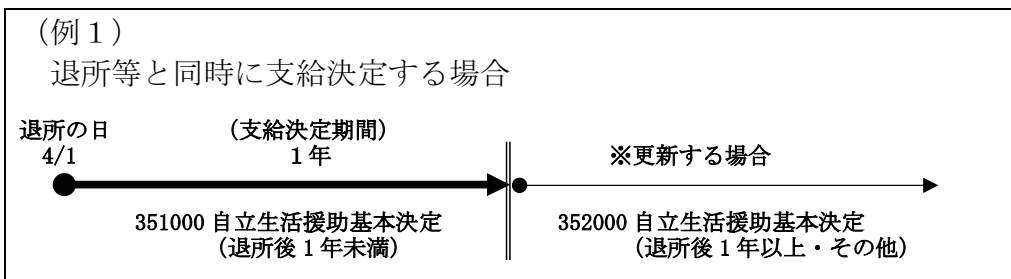 （例１）
退所等と同時に支給決定する場合
退所の日 （支給決定期間）
4/1 １年 ※更新する場合
351000 自立生活援助基本決定 352000 自立生活援助基本決定
（退所後１年未満） （退所後１年以上・その他）